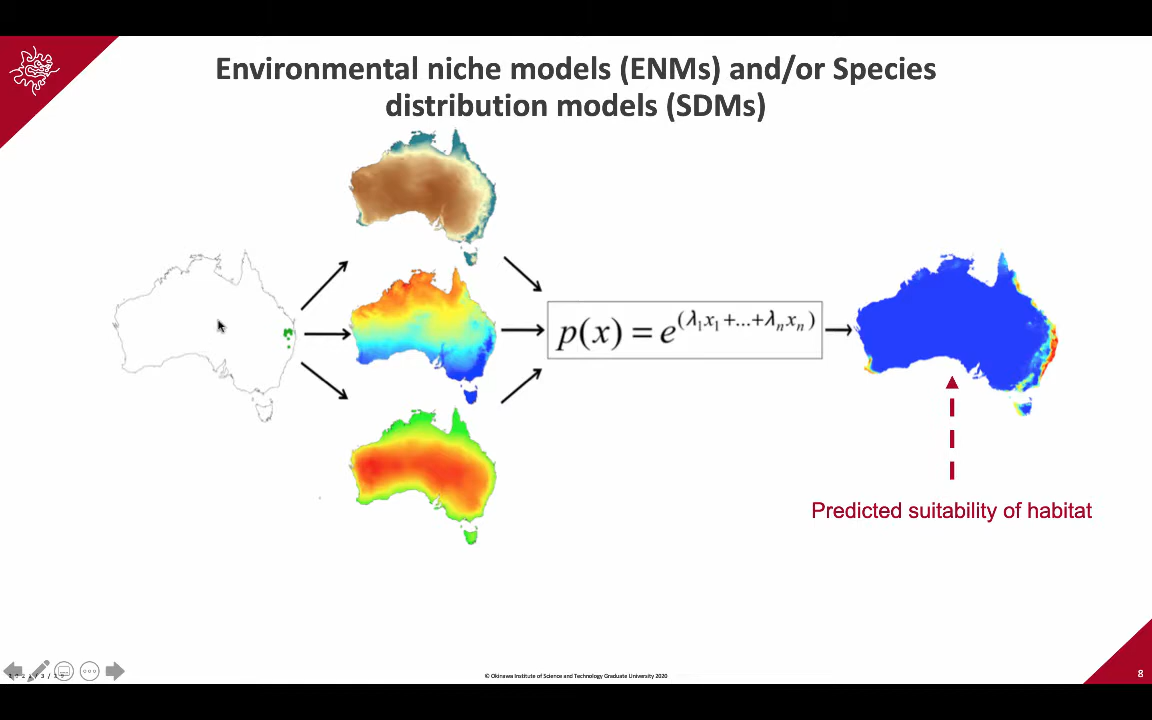 Environmental niche models (ENMs) and/or Species
distribution models (SDMs)
p(x) = e^(λ₁x₁+...+λₙxₙ)
Predicted suitability of habitat
© Okinawa Institute of Science and Technology Graduate University 2020
8